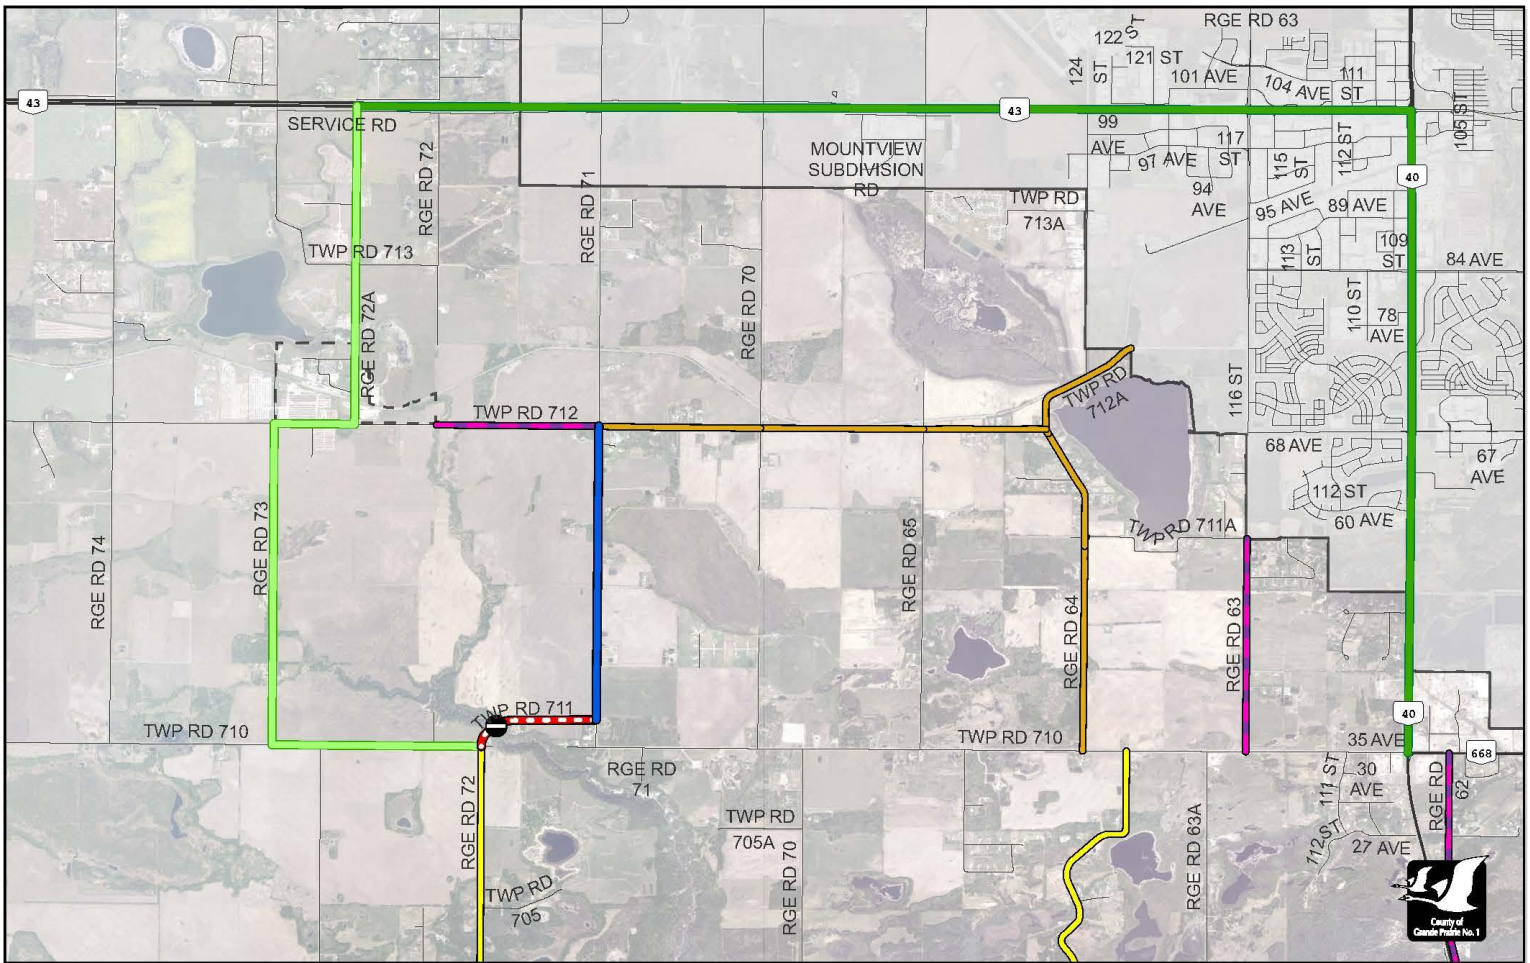 RGE RD 63
122 ST
121 ST
124 ST
101 AVE
104 AVE
111 ST
43
43
SERVICE RD
99 AVE
117 ST
97 AVE
115 ST
112 ST
105 ST
MOUNTVIEW
SUBDIVISION
RD
RGE RD 72
RGE RD 71
40
94
AVE
95 AVE
89 AVE
TWP RD
713A
TWP RD 713
113 ST
109
ST
84 AVE
RGE RD 72A
RGE RD 70
110 ST
78
AVE
TWP RD
712A
116 ST
TWP RD 712
68 AVE
67
AVE
112 ST
60 AVE
RGE RD 74
RGE RD 73
RGE RD 65
TWP RD 711A
RGE RD 64
RGE RD 63
TWP RD 711
TWP RD 710
TWP RD 710
40
35 AVE
668
RGE RD
71
RGE RD 72
111 ST
30
AVE
RGE RD
62
TWP RD
705A
RGE RD 70
RGE RD 63A
112 ST
27 AVE
TWP RD
705
County of
Grande Prairie No. 1